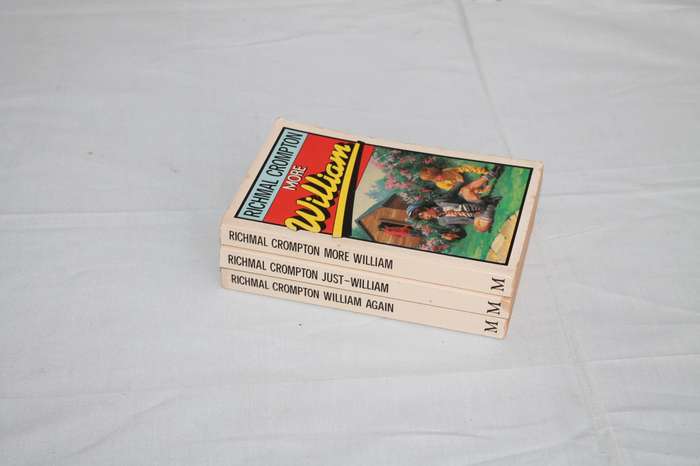 RICHMAL CROMPTON
MORE
William
RICHMAL CROMPTON MORE WILLIAM M
RICHMAL CROMPTON JUST-WILLIAM M
RICHMAL CROMPTON WILLIAM AGAIN M